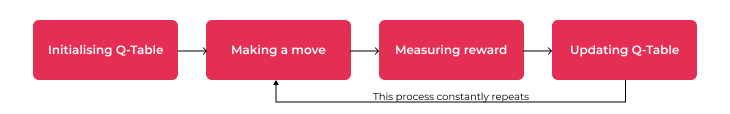 Initialising Q-Table
Making a move
Measuring reward
Updating Q-Table
This process constantly repeats